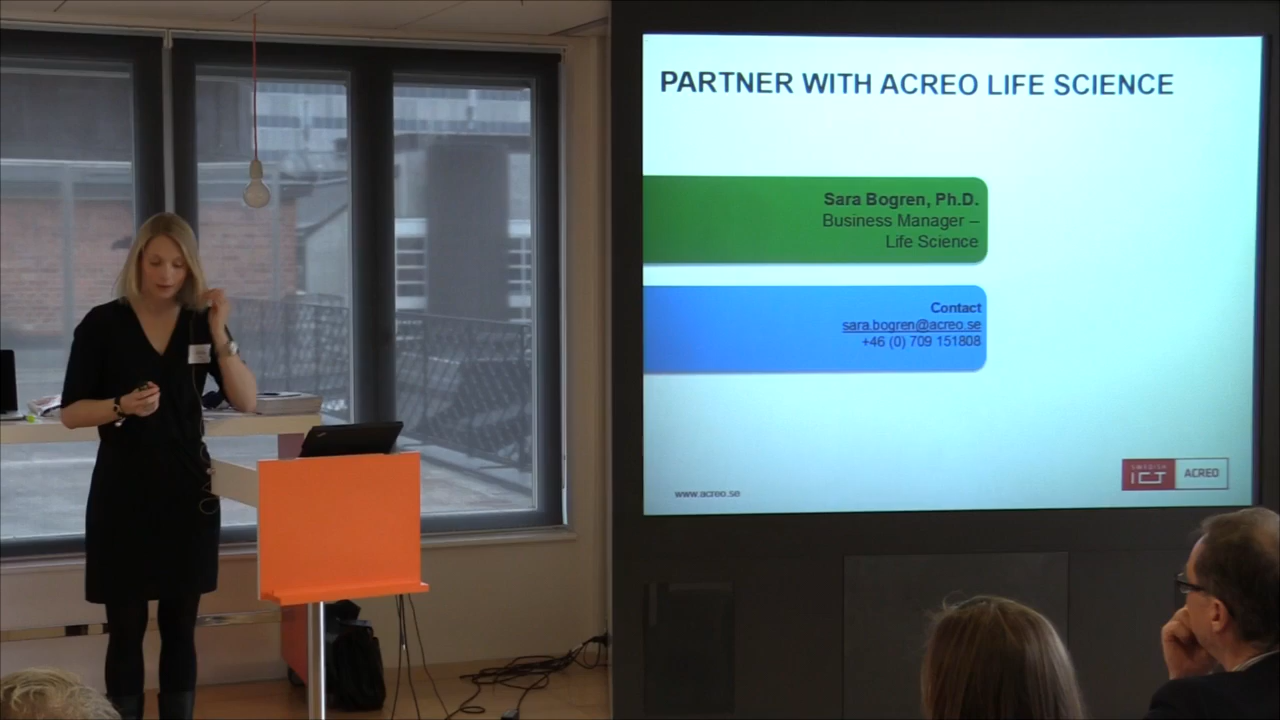 PARTNER WITH ACREO LIFE SCIENCE
Sara Bogren, Ph.D.
Business Manager –
Life Science
Contact
sara.bogren@acreo.se
+46 (0) 709 151808
www.acreo.se
SWEDISH
ICT
ACREO